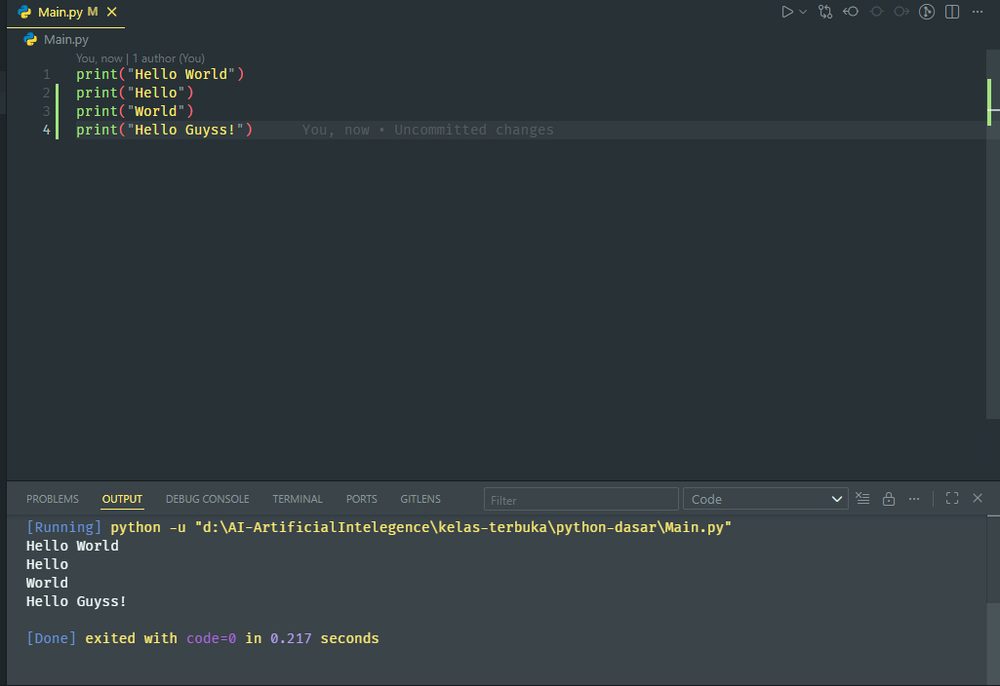 Main.py M
Main.py
You, now | 1 author (You)
1 print("Hello World")
2 print("Hello")
3 print("World")
4 print("Hello Guyss!") You, now • Uncommitted changes
PROBLEMS OUTPUT DEBUG CONSOLE TERMINAL PORTS GITLENS Filter Code
[Running] python -u "d:\AI-ArtificialIntelegence\kelas-terbuka\python-dasar\Main.py"
Hello World
Hello
World
Hello Guyss!
[Done] exited with code=0 in 0.217 seconds